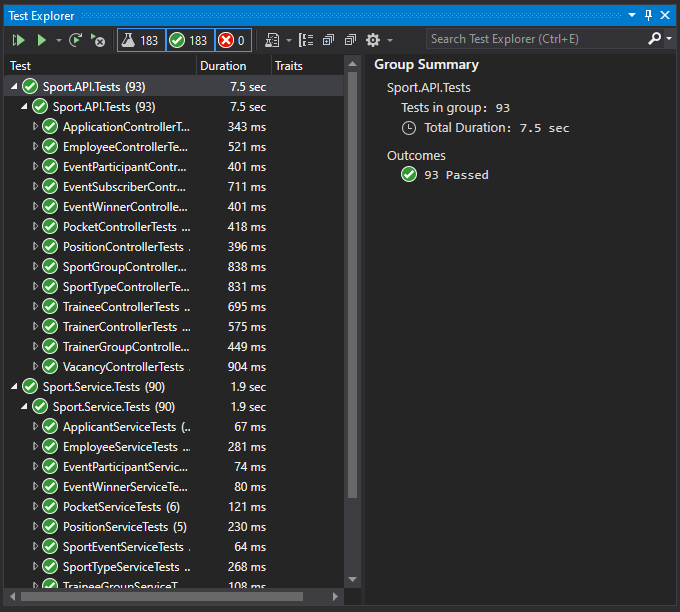 Test Explorer
183 183 0
Search Test Explorer (Ctrl+E)
Test Duration Traits
Sport.API.Tests (93) 7.5 sec
Sport.API.Tests (93) 7.5 sec
ApplicationControllerT... 343 ms
EmployeeControllerTe... 521 ms
EventParticipantContr... 401 ms
EventSubscriberContr... 711 ms
EventWinnerControlle... 401 ms
PocketControllerTests ... 418 ms
PositionControllerTests ... 396 ms
SportGroupController... 838 ms
SportTypeControllerTe... 831 ms
TraineeControllerTests ... 695 ms
TrainerControllerTests ... 575 ms
TrainerGroupControlle... 449 ms
VacancyControllerTests ... 904 ms
Sport.Service.Tests (90) 1.9 sec
Sport.Service.Tests (90) 1.9 sec
ApplicantServiceTests (... 67 ms
EmployeeServiceTests ... 281 ms
EventParticipantServic... 74 ms
EventWinnerServiceTe... 80 ms
PocketServiceTests (6) 121 ms
PositionServiceTests (5) 230 ms
SportEventServiceTests ... 64 ms
SportTypeServiceTests ... 268 ms
TraineeGroupServiceT... 108 ms
Group Summary
Sport.API.Tests
Tests in group: 93
Total Duration: 7.5 sec
Outcomes
93 Passed